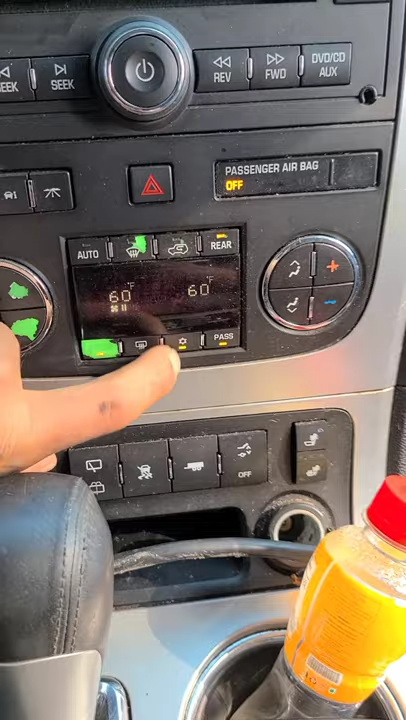 SEEK
SEEK
REV
FWD
DVD/CD
AUX
PASSENGER AIR BAG
OFF
AUTO
REAR
60°F
60°F
PASS
OFF